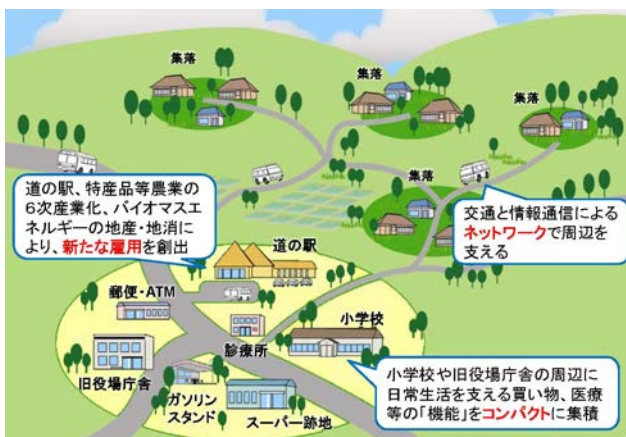 集落
集落
集落
集落
道の駅、特産品等農業の
6次産業化、バイオマスエ
ネルギーの地産・地消に
より、新たな雇用を創出
交通と情報通信による
ネットワークで周辺を
支える
道の駅
郵便・ATM
小学校
診療所
旧役場庁舎
ガソリン
スタンド
スーパー跡地
小学校や旧役場庁舎の周辺に
日常生活を支える買い物、医療
等の「機能」をコンパクトに集積